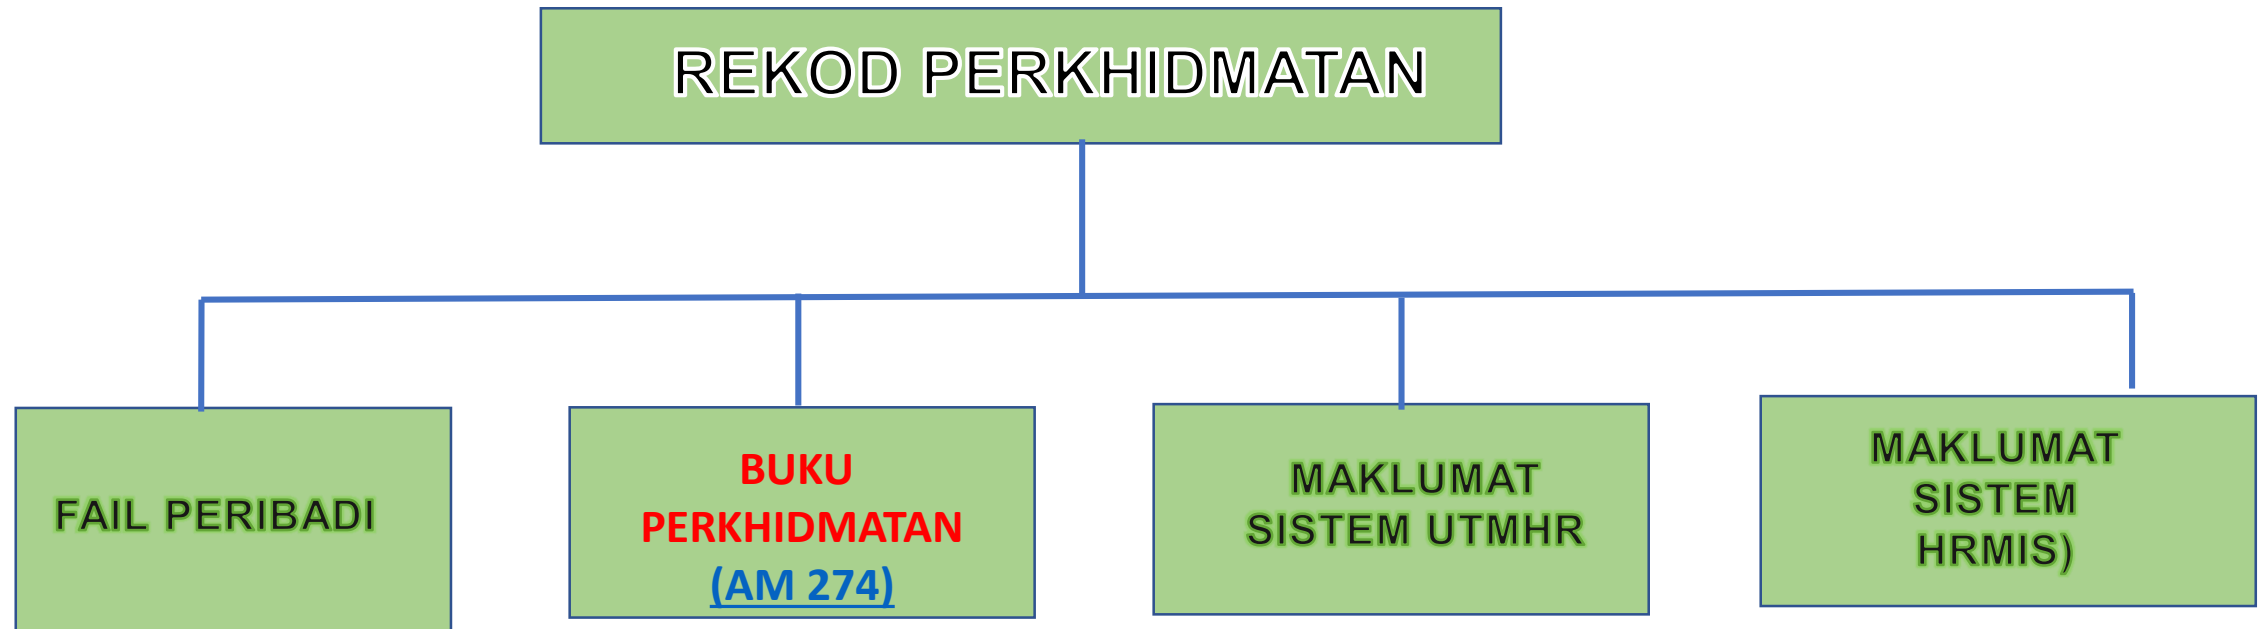 REKOD PERKHIDMATAN
FAIL PERIBADI
BUKU
PERKHIDMATAN
(AM 274)
MAKLUMAT
SISTEM UTMHR
MAKLUMAT
SISTEM
HRMIS)